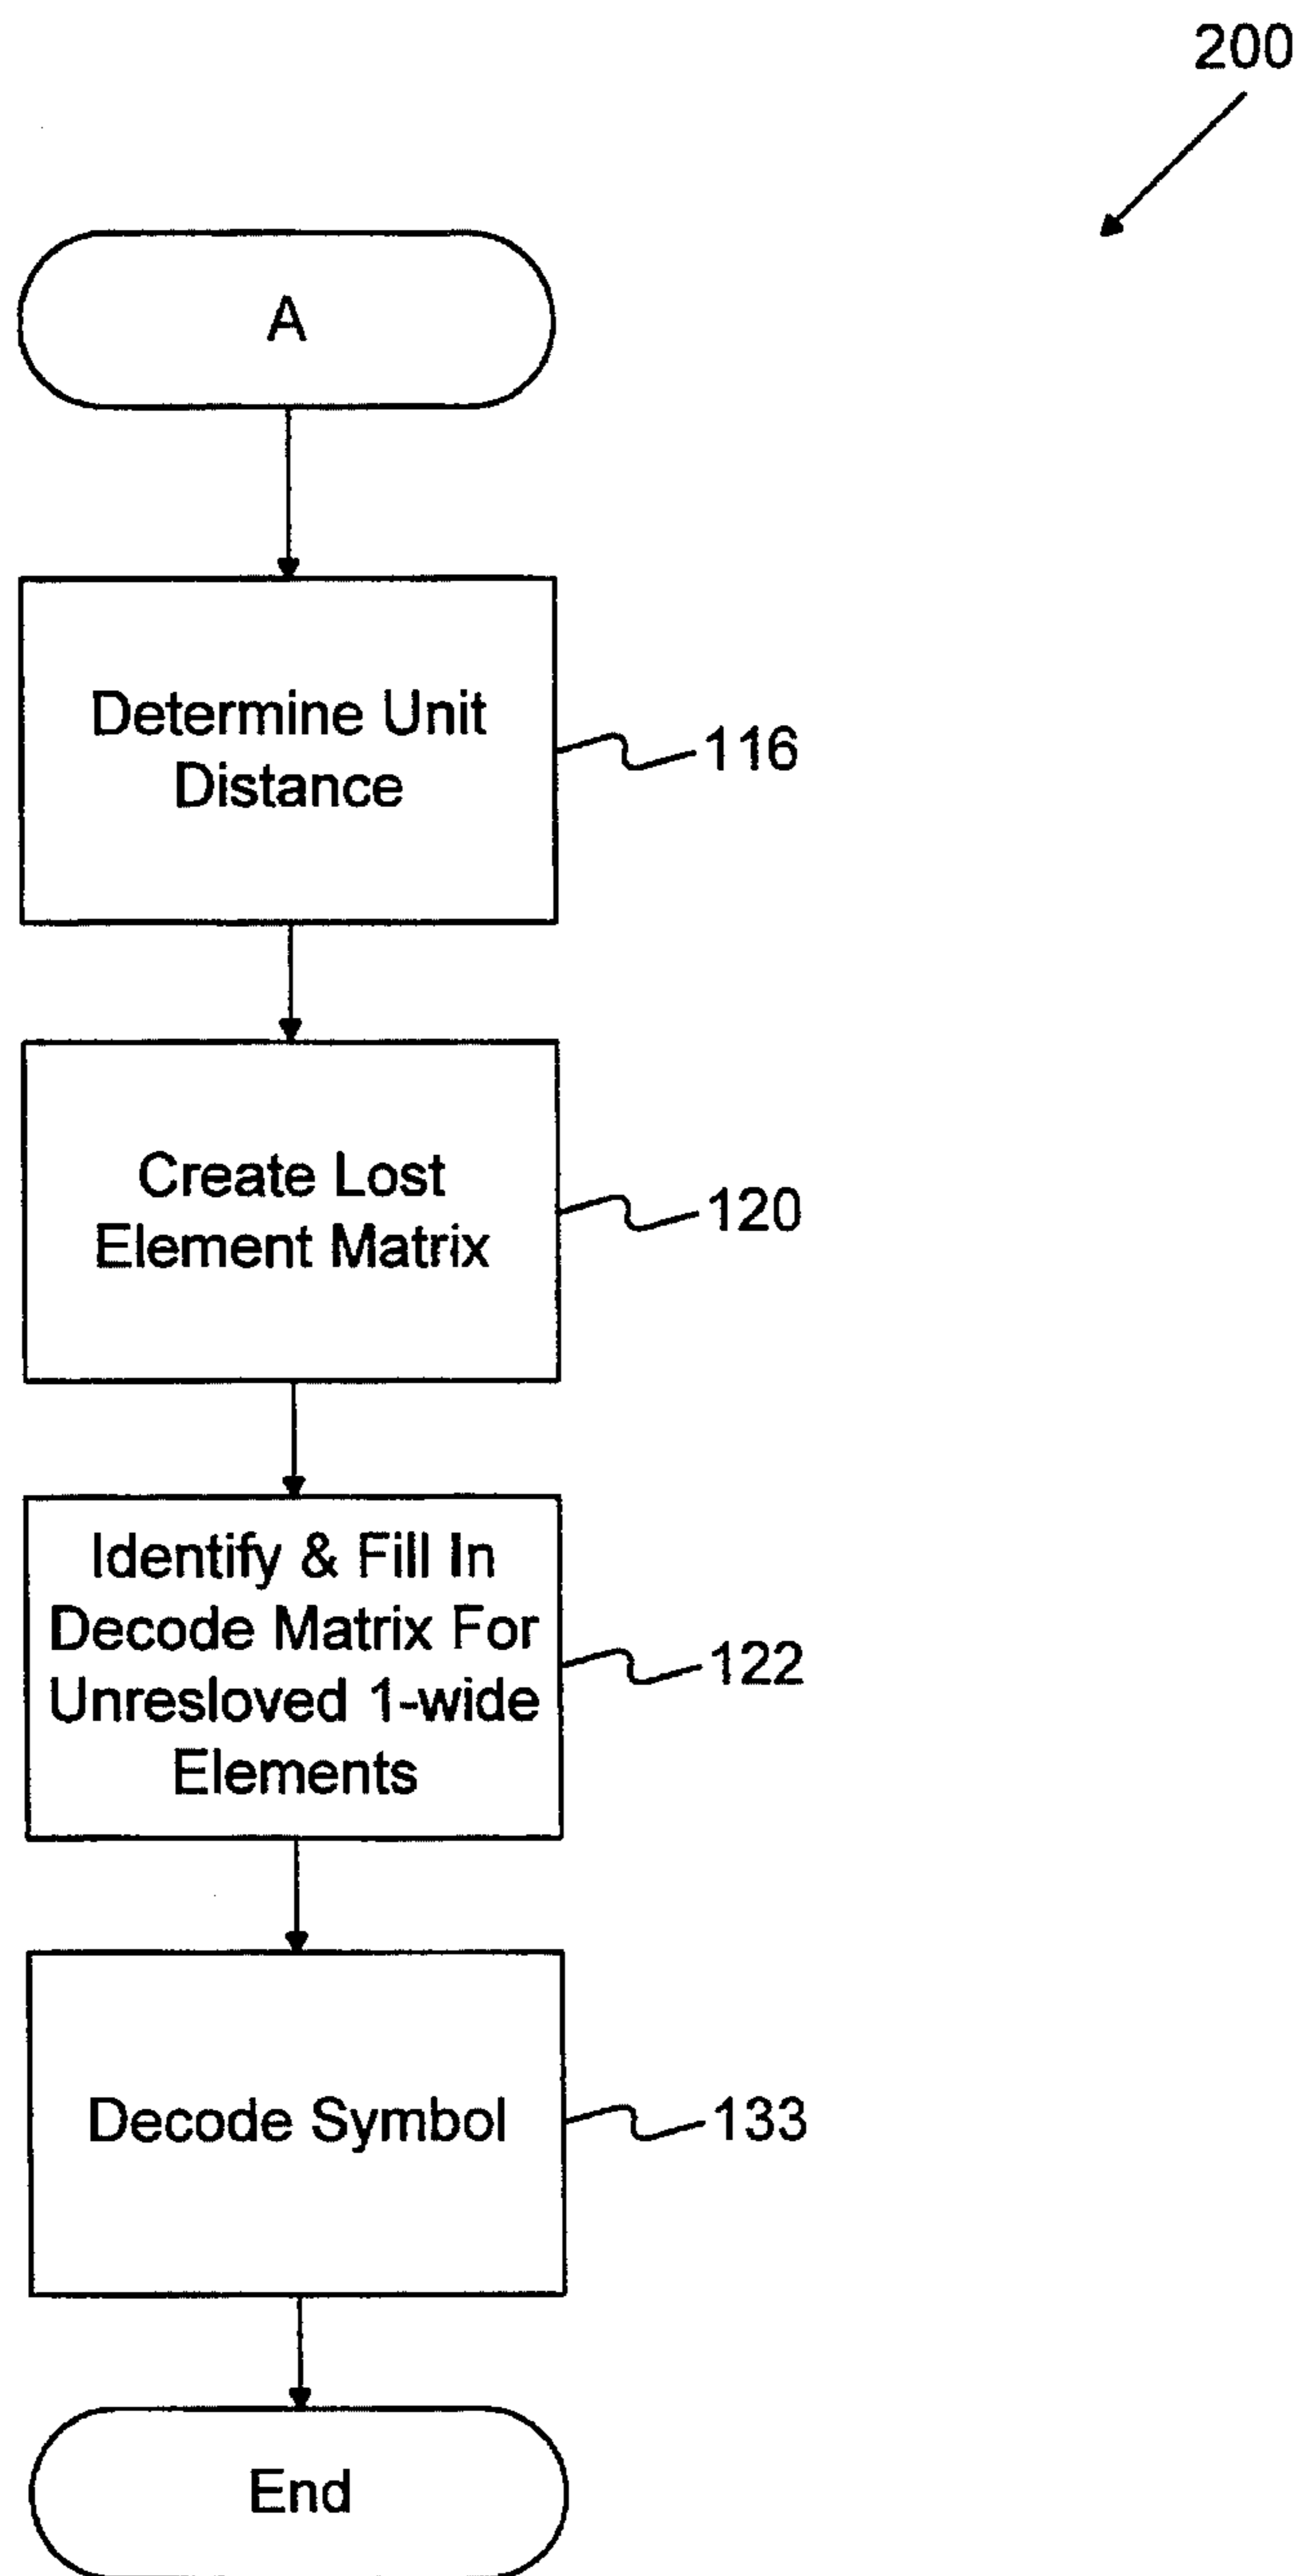 200
A
Determine Unit
Distance
116
Create Lost
Element Matrix
120
Identify & Fill In
Decode Matrix For
Unresloved 1-wide
Elements
122
Decode Symbol
133
End